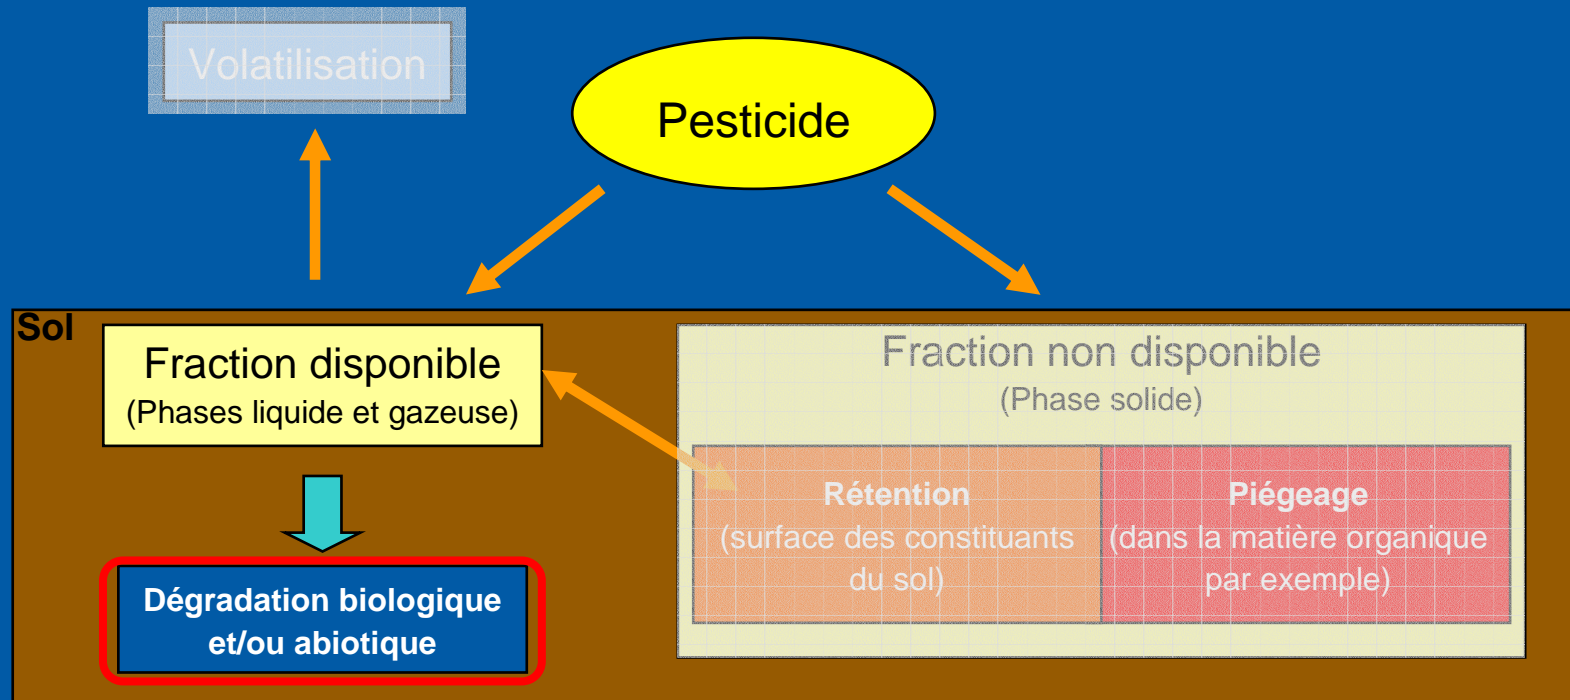 Volatilisation
Pesticide
Sol
Fraction disponible
(Phases liquide et gazeuse)
Fraction non disponible
(Phase solide)
Rétention
(surface des constituants
du sol)
Piégeage
(dans la matière organique
par exemple)
Dégradation biologique
et/ou abiotique